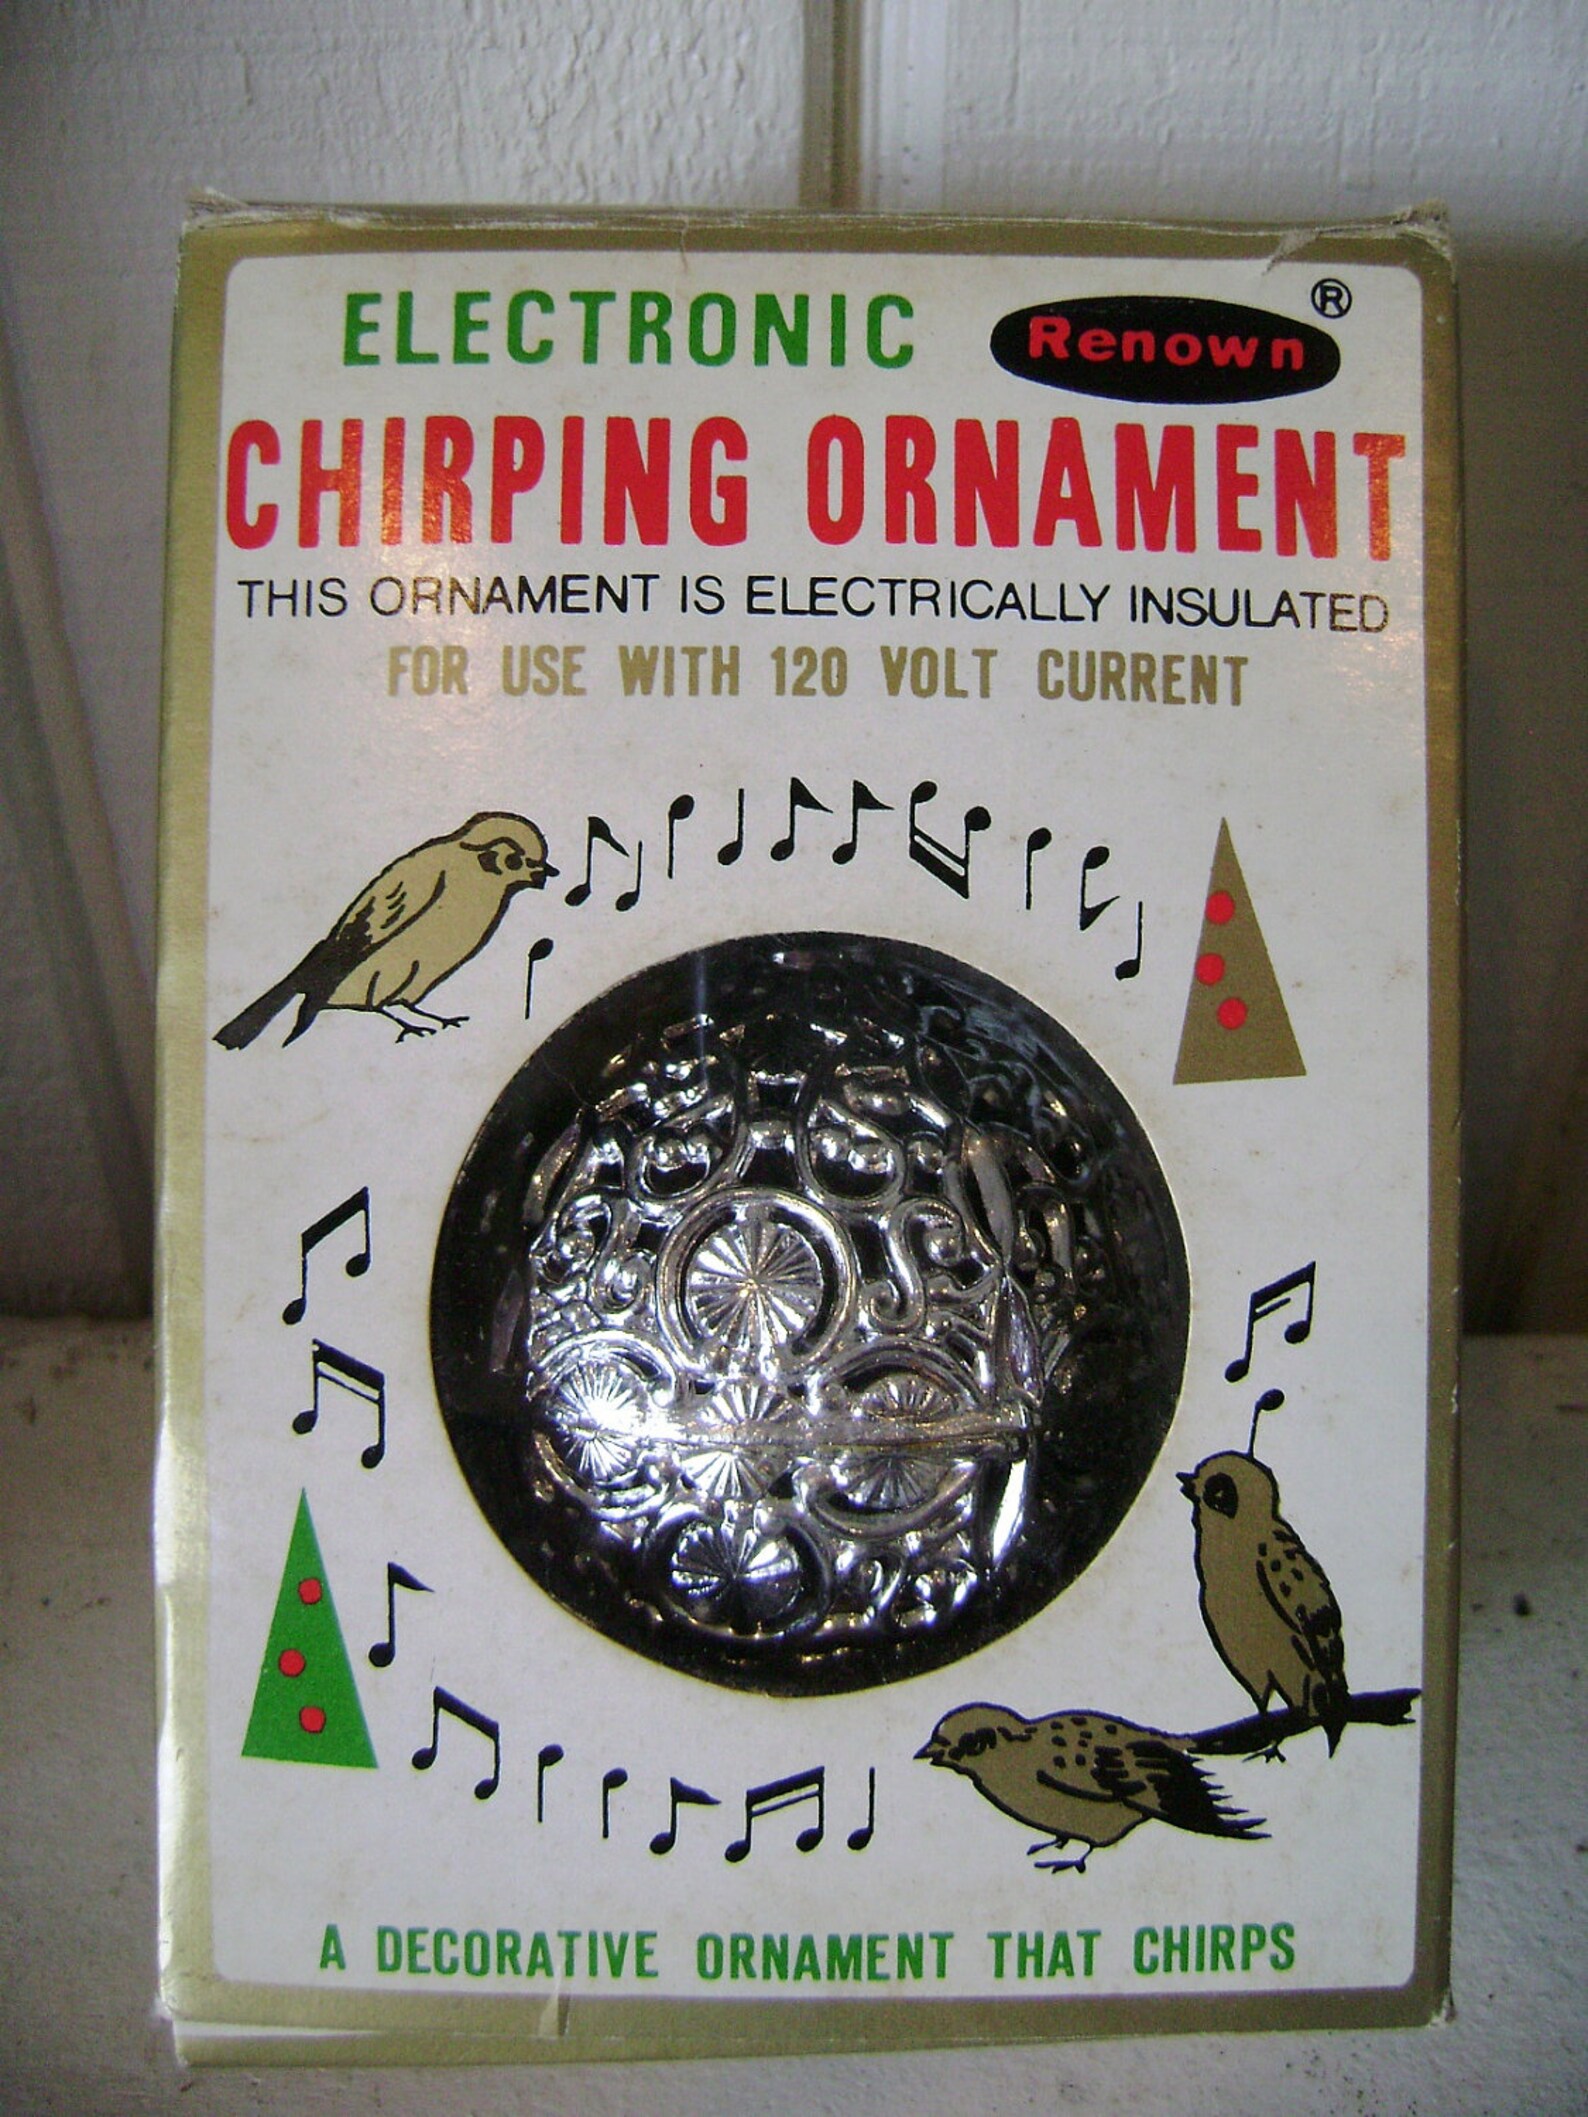 ELECTRONIC Renown®
CHIRPING ORNAMENT
THIS ORNAMENT IS ELECTRICALLY INSULATED
FOR USE WITH 120 VOLT CURRENT
A DECORATIVE ORNAMENT THAT CHIRPS